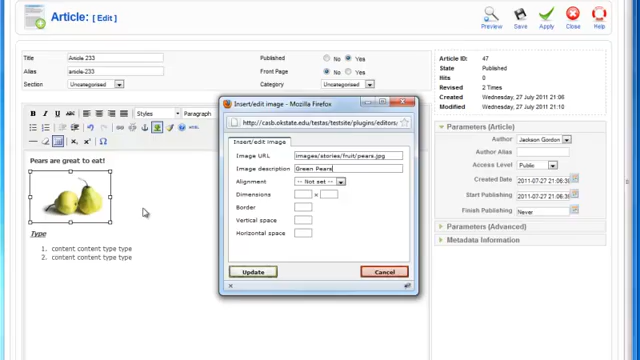 Article: [ Edit ]
Preview Save Apply Close Help
Title Article 233 Published No Yes
Alias article-233 Front Page No Yes
Section Uncategorised Category Uncategorised
Article ID: 47
State Published
Hits 0
Revised 2 Times
Created Wednesday, 27 July 2011 21:06
Modified Wednesday, 27 July 2011 21:10
B I U ABC Styles Paragraph
Pears are great to eat!
Type
1. content content type type
2. content content type type
Insert/edit image - Mozilla Firefox
http://casb.okstate.edu/testas/testsite/plugins/editors
Insert/edit image
Image URL images/stories/fruit/pears.jpg
Image description Green Pears
Alignment -- Not set --
Dimensions x
Border
Vertical space
Horizontal space
Update Cancel
Parameters (Article)
Author Jackson Gordon
Author Alias
Access Level Public
Created Date 2011-07-27 21:06:36
Start Publishing 2011-07-27 21:06:36
Finish Publishing Never
Parameters (Advanced)
Metadata Information